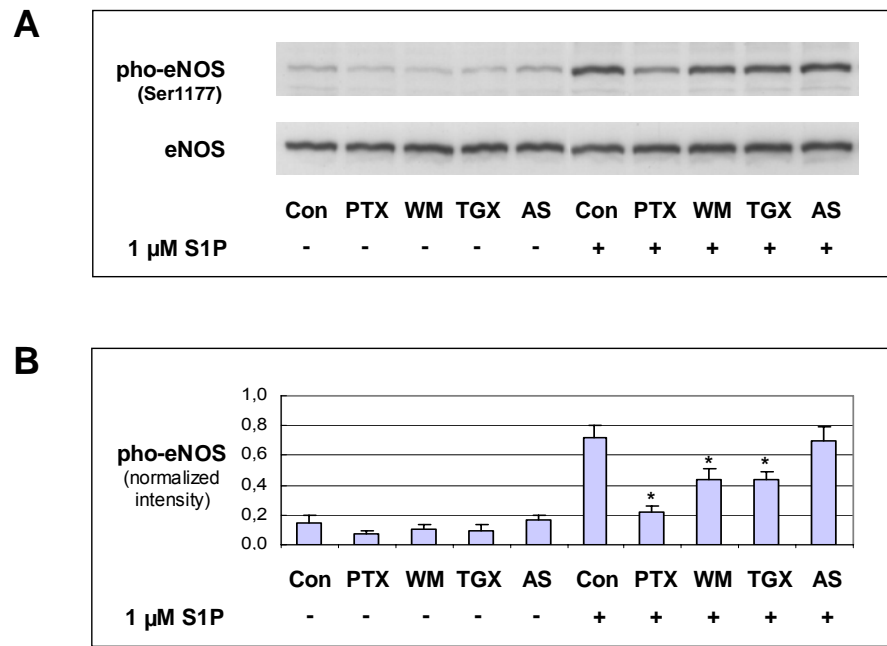 A
pho-eNOS
(Ser1177)
eNOS
Con PTX WM TGX AS Con PTX WM TGX AS
1 µM S1P - - - - - + + + + +
B
1,0
0,8
0,6
0,4
0,2
0,0
pho-eNOS
(normalized
intensity)
* * *
Con PTX WM TGX AS Con PTX WM TGX AS
1 µM S1P - - - - - + + + + +